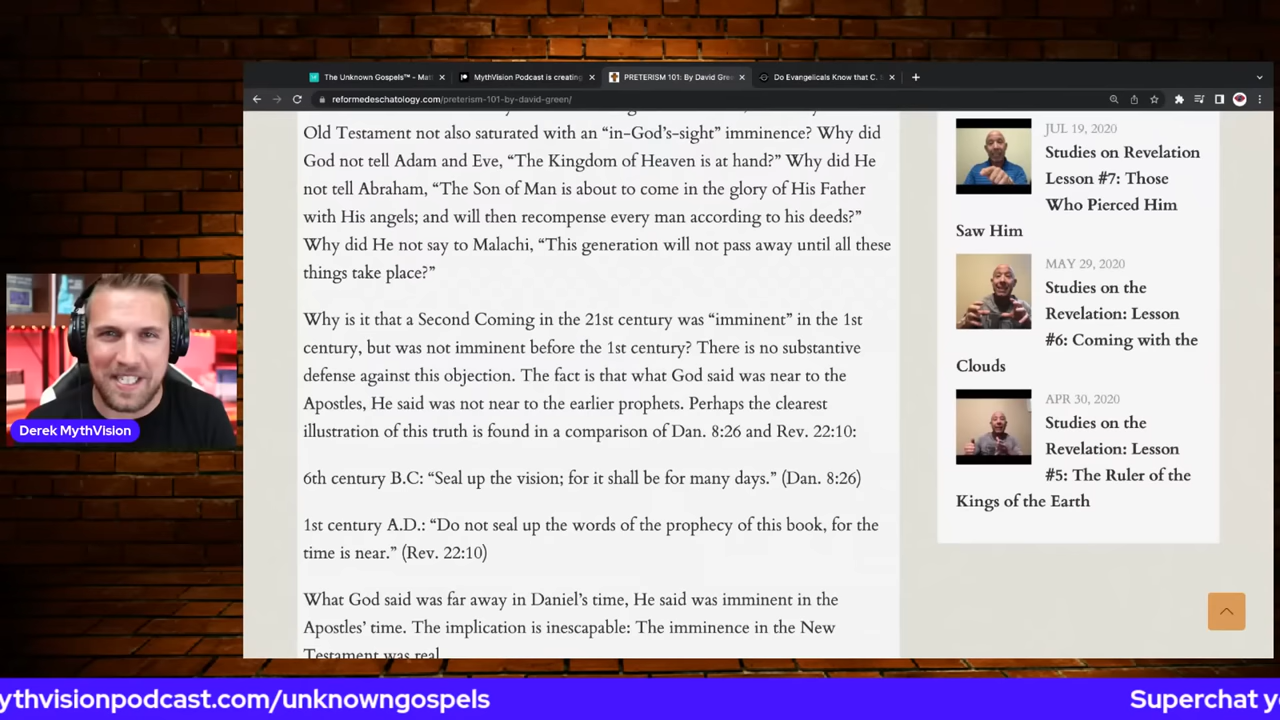 The Unknown Gospels™ - Mat
MythVision Podcast is creating
PRETERISM 101: By David Gre
Do Evangelicals Know that C.
reformedeschatology.com/preterism-101-by-david-green/
Old Testament not also saturated with an “in-God’s-sight” imminence? Why did
God not tell Adam and Eve, “The Kingdom of Heaven is at hand?” Why did He
not tell Abraham, “The Son of Man is about to come in the glory of His Father
with His angels; and will then recompense every man according to his deeds?”
Why did He not say to Malachi, “This generation will not pass away until all these
things take place?”
Why is it that a Second Coming in the 21st century was “imminent” in the 1st
century, but was not imminent before the 1st century? There is no substantive
defense against this objection. The fact is that what God said was near to the
Apostles, He said was not near to the earlier prophets. Perhaps the clearest
illustration of this truth is found in a comparison of Dan. 8:26 and Rev. 22:10:
6th century B.C: “Seal up the vision; for it shall be for many days.” (Dan. 8:26)
1st century A.D.: “Do not seal up the words of the prophecy of this book, for the
time is near.” (Rev. 22:10)
What God said was far away in Daniel’s time, He said was imminent in the
Apostles’ time. The implication is inescapable: The imminence in the New
Testament was real
JUL 19, 2020
Studies on Revelation
Lesson #7: Those
Who Pierced Him
Saw Him
MAY 29, 2020
Studies on the
Revelation: Lesson
#6: Coming with the
Clouds
APR 30, 2020
Studies on the
Revelation: Lesson
#5: The Ruler of the
Kings of the Earth
Derek MythVision
ythvisionpodcast.com/unknowngospels
Superchat y